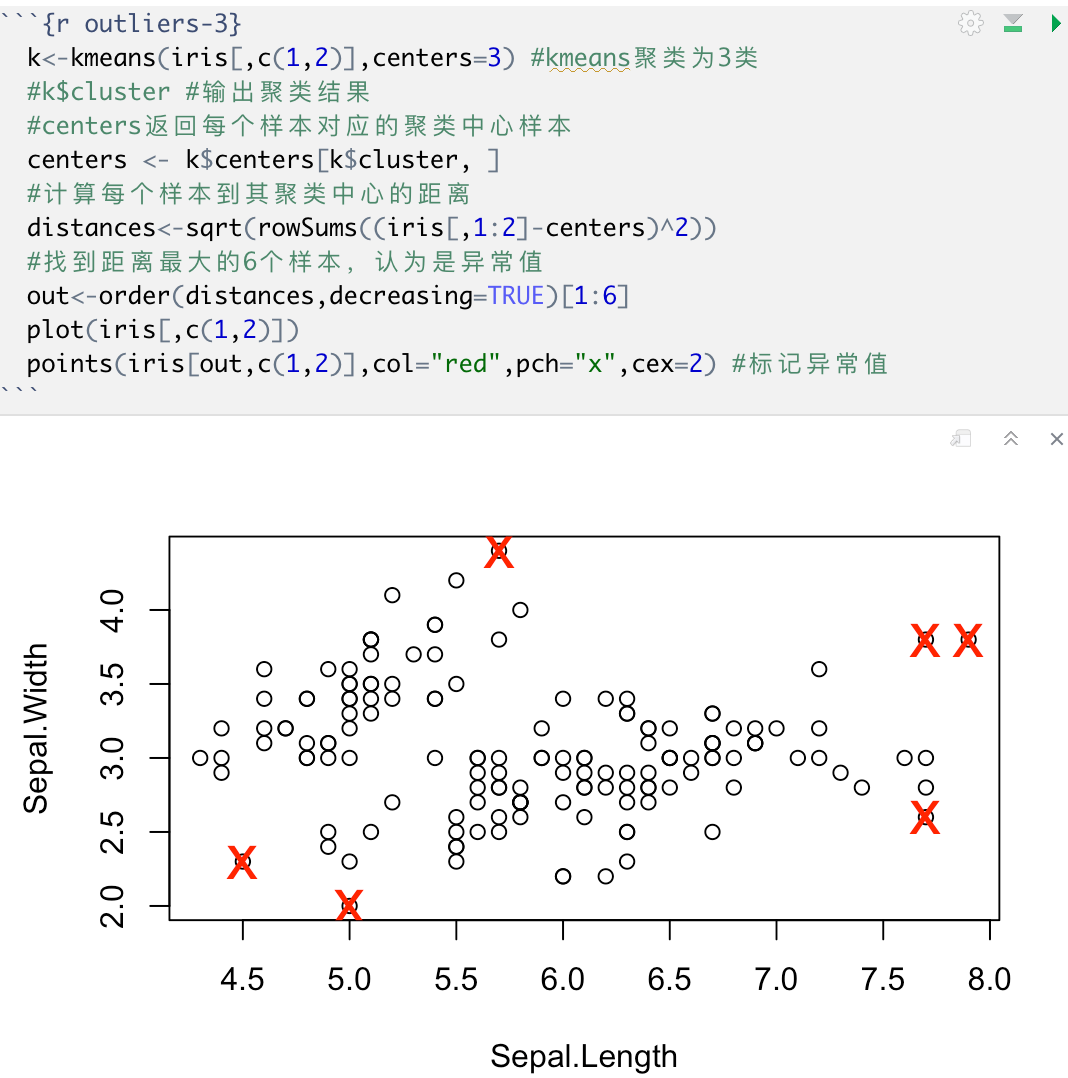 ```{r outliers-3}
k<-kmeans(iris[,c(1,2)],centers=3) #kmeans聚类为3类
#k$cluster #输出聚类结果
#centers返回每个样本对应的聚类中心样本
centers <- k$centers[k$cluster, ]
#计算每个样本到其聚类中心的距离
distances<-sqrt(rowSums((iris[,1:2]-centers)^2))
#找到距离最大的6个样本，认为是异常值
out<-order(distances,decreasing=TRUE)[1:6]
plot(iris[,c(1,2)])
points(iris[out,c(1,2)],col="red",pch="x",cex=2) #标记异常值
```
Sepal.Width
4.0
3.5
3.0
2.5
2.0
4.5 5.0 5.5 6.0 6.5 7.0 7.5 8.0
Sepal.Length